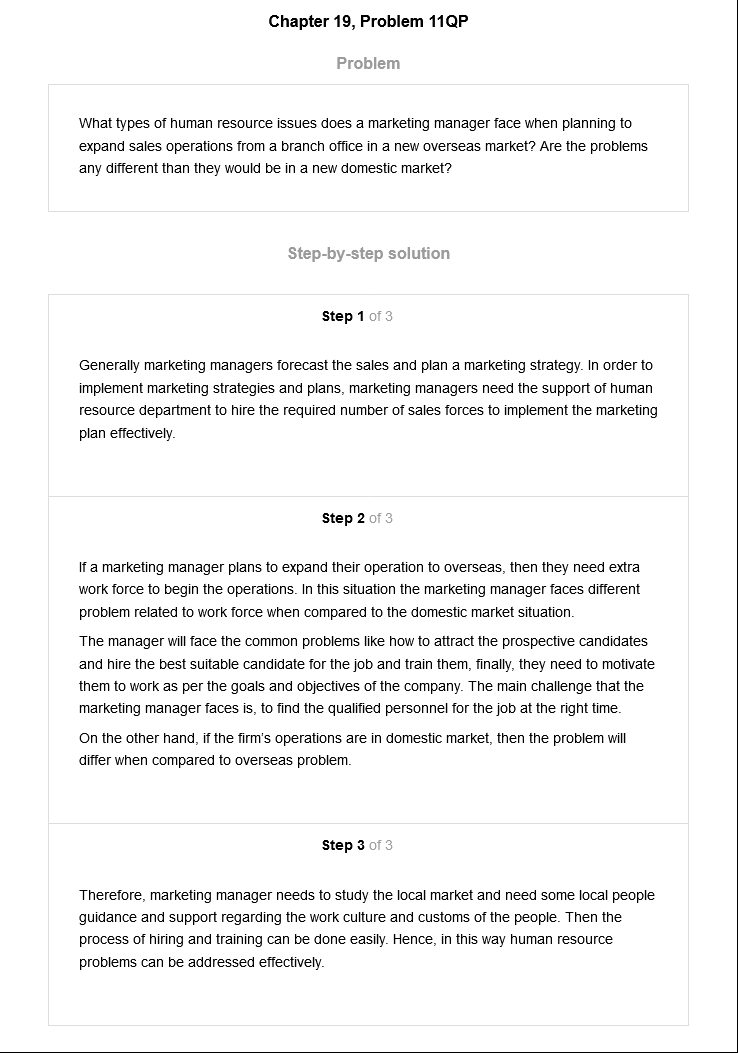 Chapter 19, Problem 11QP
Problem
What types of human resource issues does a marketing manager face when planning to
expand sales operations from a branch office in a new overseas market? Are the problems
any different than they would be in a new domestic market?
Step-by-step solution
Step 1 of 3
Generally marketing managers forecast the sales and plan a marketing strategy. In order to
implement marketing strategies and plans, marketing managers need the support of human
resource department to hire the required number of sales forces to implement the marketing
plan effectively.
Step 2 of 3
If a marketing manager plans to expand their operation to overseas, then they need extra
work force to begin the operations. In this situation the marketing manager faces different
problem related to work force when compared to the domestic market situation.
The manager will face the common problems like how to attract the prospective candidates
and hire the best suitable candidate for the job and train them, finally, they need to motivate
them to work as per the goals and objectives of the company. The main challenge that the
marketing manager faces is, to find the qualified personnel for the job at the right time.
On the other hand, if the firm's operations are in domestic market, then the problem will
differ when compared to overseas problem.
Step 3 of 3
Therefore, marketing manager needs to study the local market and need some local people
guidance and support regarding the work culture and customs of the people. Then the
process of hiring and training can be done easily. Hence, in this way human resource
problems can be addressed effectively.